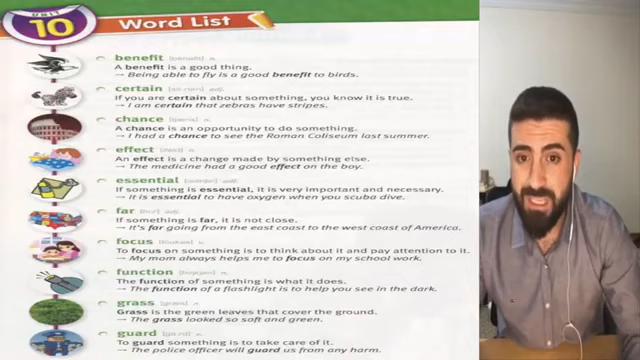 UNIT
10 Word List
benefit n.
A benefit is a good thing.
→ Being able to fly is a good benefit to birds.
certain adj.
If you are certain about something, you know it is true.
→ I am certain that zebras have stripes.
chance n.
A chance is an opportunity to do something.
→ I had a chance to see the Roman Coliseum last summer.
effect n.
An effect is a change made by something else.
→ The medicine had a good effect on the boy.
essential adj.
If something is essential, it is very important and necessary.
→ It is essential to have oxygen when you scuba dive.
far adj.
If something is far, it is not close.
→ It's far going from the east coast to the west coast of America.
focus v.
To focus on something is to think about it and pay attention to it.
→ My mom always helps me to focus on my school work.
function n.
The function of something is what it does.
→ The function of a flashlight is to help you see in the dark.
grass n.
Grass is the green leaves that cover the ground.
→ The grass looked so soft and green.
guard v.
To guard something is to take care of it.
→ The police officer will guard us from any harm.